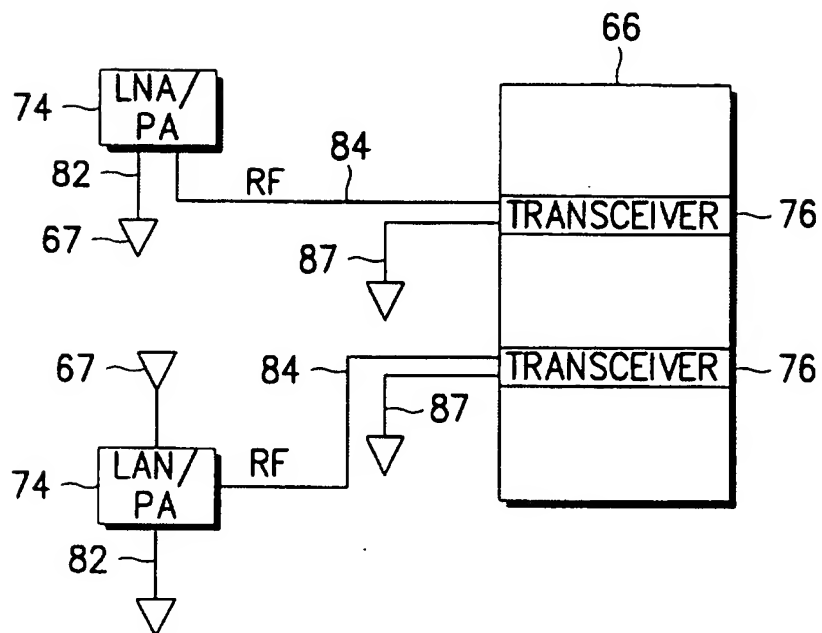 66
74
LNA/
PA
82
RF
84
67
TRANSCEIVER
76
87
67
84
TRANSCEIVER
76
87
74
LAN/
PA
RF
82